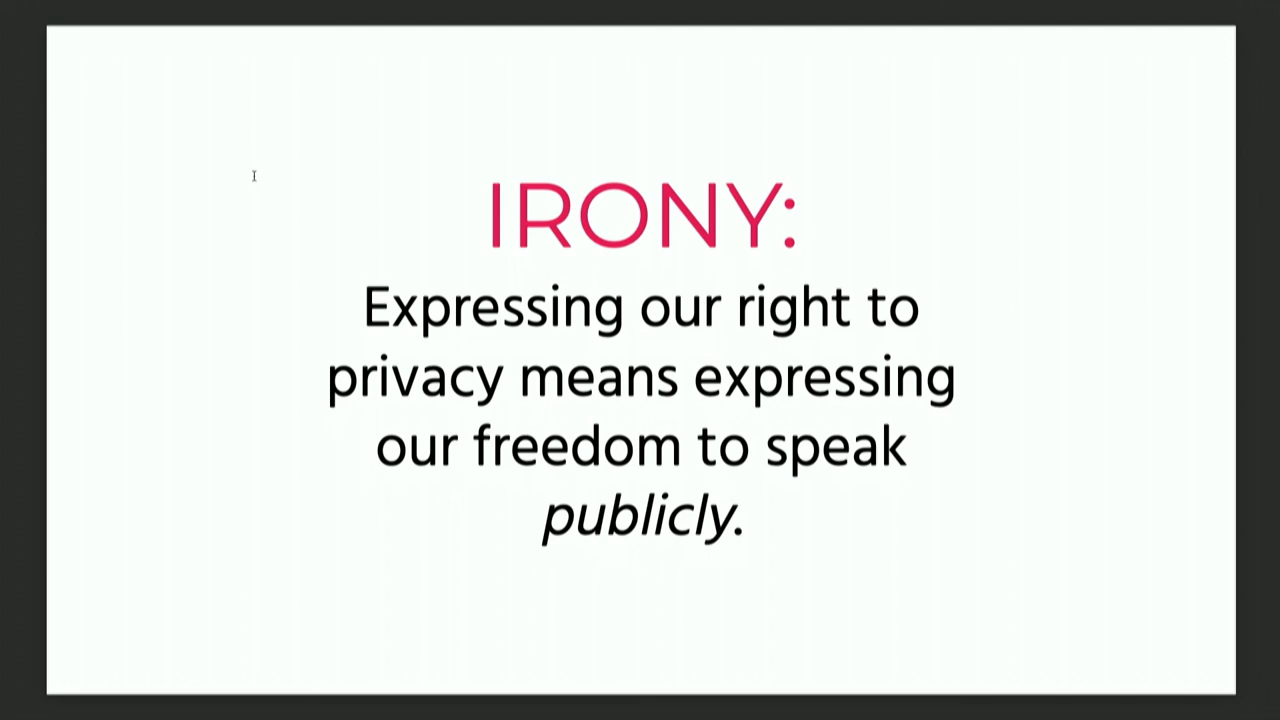 IRONY:
Expressing our right to
privacy means expressing
our freedom to speak
publicly.